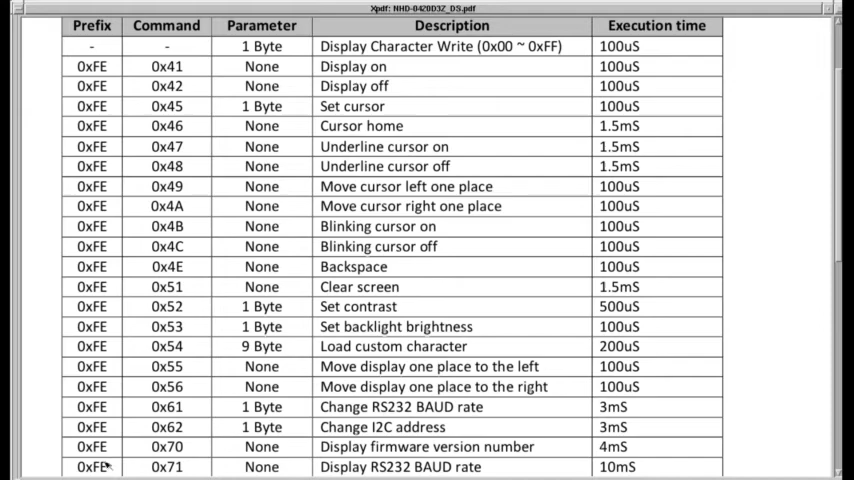 Xpdf: NHD-0420D3Z_DS.pdf
Prefix Command Parameter Description Execution time
- - 1 Byte Display Character Write (0x00 ~ 0xFF) 100uS
0xFE 0x41 None Display on 100uS
0xFE 0x42 None Display off 100uS
0xFE 0x45 1 Byte Set cursor 100uS
0xFE 0x46 None Cursor home 1.5mS
0xFE 0x47 None Underline cursor on 1.5mS
0xFE 0x48 None Underline cursor off 1.5mS
0xFE 0x49 None Move cursor left one place 100uS
0xFE 0x4A None Move cursor right one place 100uS
0xFE 0x4B None Blinking cursor on 100uS
0xFE 0x4C None Blinking cursor off 100uS
0xFE 0x4E None Backspace 100uS
0xFE 0x51 None Clear screen 1.5mS
0xFE 0x52 1 Byte Set contrast 500uS
0xFE 0x53 1 Byte Set backlight brightness 100uS
0xFE 0x54 9 Byte Load custom character 200uS
0xFE 0x55 None Move display one place to the left 100uS
0xFE 0x56 None Move display one place to the right 100uS
0xFE 0x61 1 Byte Change RS232 BAUD rate 3mS
0xFE 0x62 1 Byte Change I2C address 3mS
0xFE 0x70 None Display firmware version number 4mS
0xFE 0x71 None Display RS232 BAUD rate 10mS